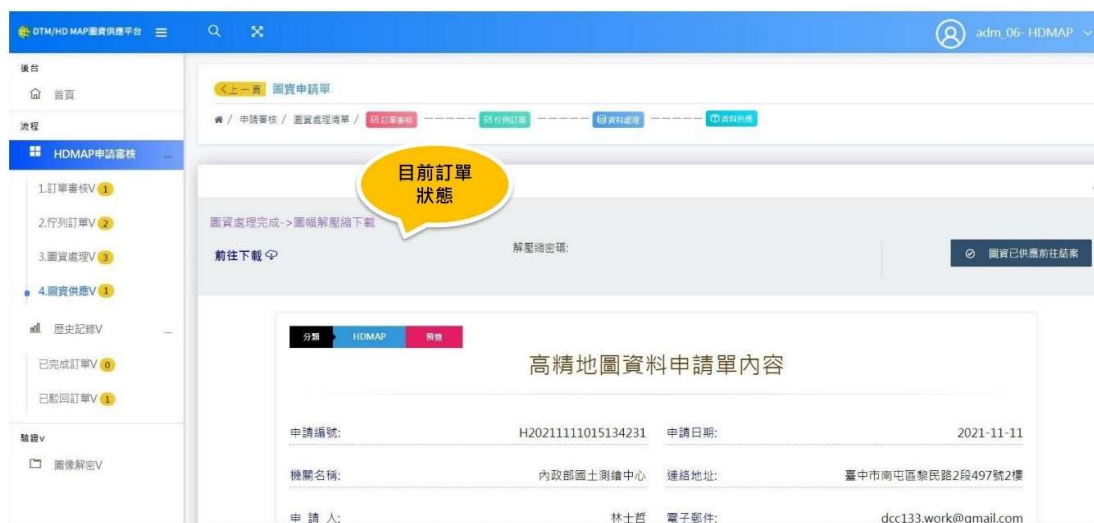 DTM/HD MAP圖資供應平台
adm_06- HDMAP
後台
首頁
流程
HDMAP申請審核
1.訂單審核V 1
2.佇列訂單V 2
3.圖資處理V 3
4.圖資供應V 1
歷史記錄V
已完成訂單V 0
已駁回訂單V 1
驗證v
圖像解密V
上一頁 圖資申請單
/ 申請審核 / 圖資處理清單 / 訂單審核 ----- 佇列訂單 ----- 資料處理 ----- 資料供應
目前訂單
狀態
圖資處理完成->圖幅解壓縮下載
前往下載
解壓縮密碼:
圖資已供應前往結案
分類 HDMAP
高精地圖資料申請單內容
申請編號: H20211111015134231 申請日期: 2021-11-11
機關名稱: 內政部國土測繪中心 連絡地址: 臺中市南屯區黎民路2段497號2樓
申 請 人: 林士哲 電子郵件: dcc133.work@gmail.com